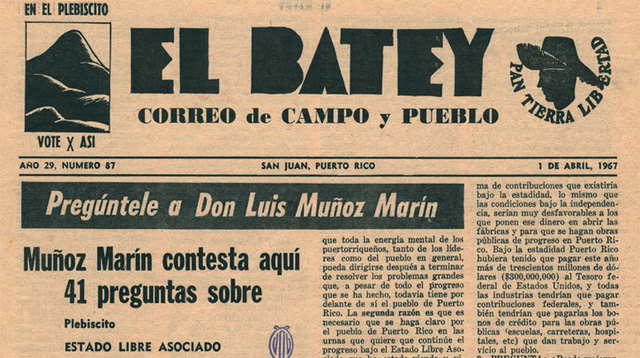 EN EL PLEBISCITO
VOTE X ASI
EL BATEY
CORREO de CAMPO y PUEBLO
PAN TIERRA LIBERTAD
AÑO 29, NUMERO 87
SAN JUAN, PUERTO RICO
1 DE ABRIL, 1967
Pregúntele a Don Luis Muñoz Marín
Muñoz Marín contesta aquí
41 preguntas sobre
Plebiscito
ESTADO LIBRE ASOCIADO
que toda la energía mental de los
puertorriqueños, tanto de los lí-
deres como del pueblo en general,
pueda dirigirse después a terminar
de resolver los problemas grandes
que, a pesar de todo el progreso
que se ha hecho, todavía tiene por
delante de sí el pueblo de Puerto
Rico. La segunda razón es que es
necesario que se haga claro por
el pueblo de Puerto Rico en las
urnas que quiere que continúe el
progreso bajo el Estado Libre Aso-
ma de contribuciones que existiría
bajo la estadidad, lo mismo que
las condiciones bajo la independen-
cia, serían muy desfavorables a los
que ponen ese dinero en abrir las
fábricas y para que se hagan obras
públicas de progreso en Puerto Ri-
co. Bajo la estadidad Puerto Rico
hubiera tenido que pagar este año
más de trescientos millones de dó-
lares ($300,000,000) al Tesoro Fe-
deral de Estados Unidos, y todas
las industrias tendrían que pagar
contribuciones federales, y tam-
bién tendrían que pagarlas los bo-
nos de crédito para las obras pú-
blicas (escuelas, carreteras, hospi-
tales, etc) que dan trabajo y servi-
cio al pueblo.